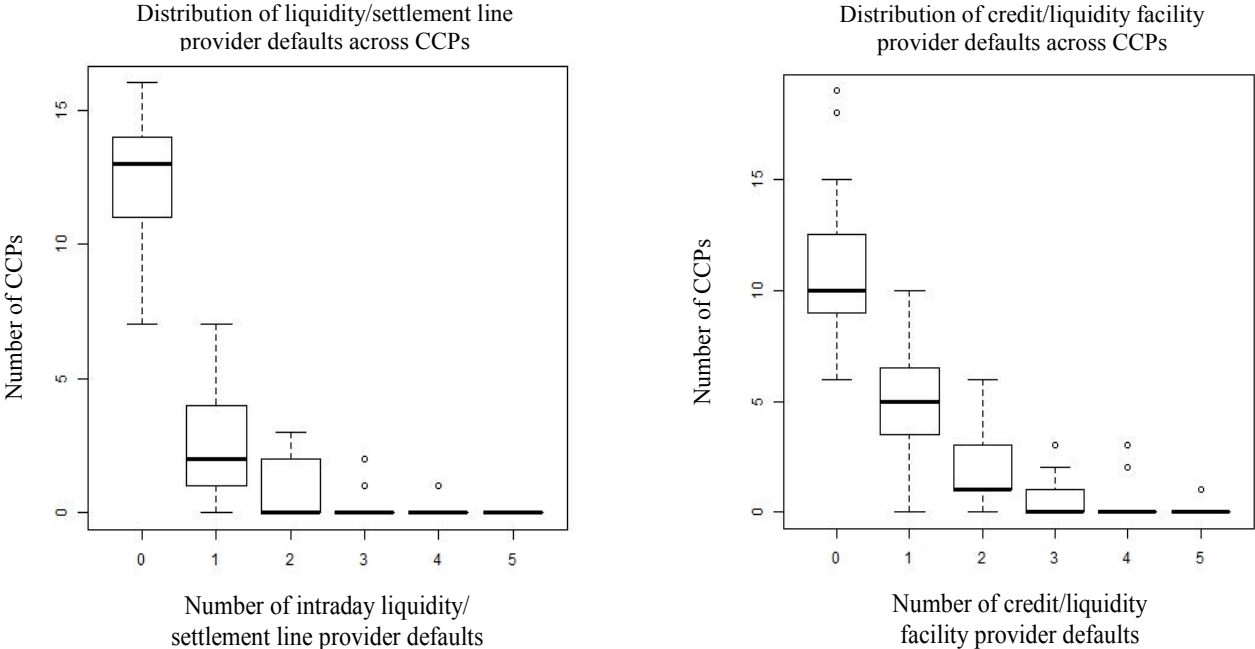 Distribution of liquidity/settlement line
provider defaults across CCPs
Number of CCPs
15
10
5
0
0 1 2 3 4 5
Number of intraday liquidity/
settlement line provider defaults
Distribution of credit/liquidity facility
provider defaults across CCPs
Number of CCPs
15
10
5
0
0 1 2 3 4 5
Number of credit/liquidity
facility provider defaults